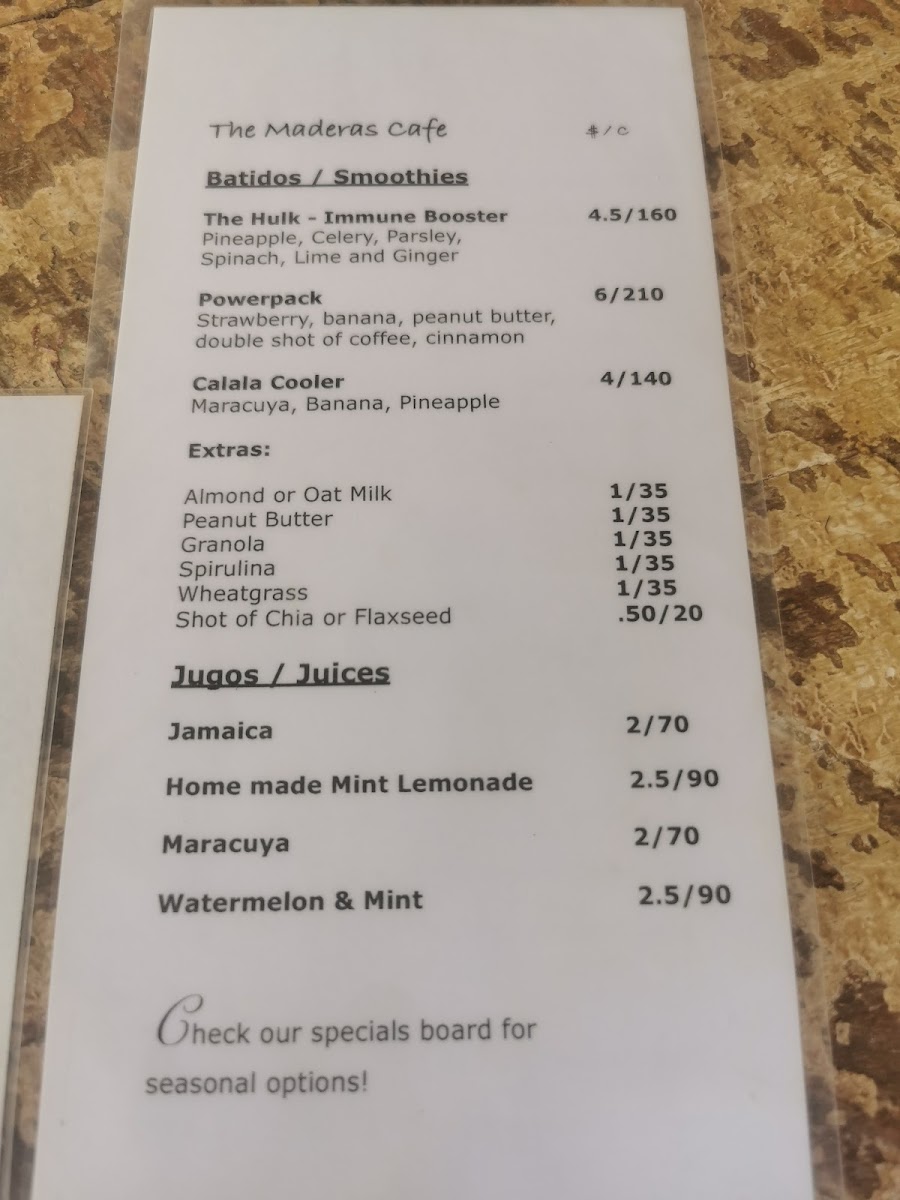 The Maderas Cafe $/C
Batidos / Smoothies
The Hulk - Immune Booster 4.5/160
Pineapple, Celery, Parsley,
Spinach, Lime and Ginger
Powerpack 6/210
Strawberry, banana, peanut butter,
double shot of coffee, cinnamon
Calala Cooler 4/140
Maracuya, Banana, Pineapple
Extras:
Almond or Oat Milk 1/35
Peanut Butter 1/35
Granola 1/35
Spirulina 1/35
Wheatgrass 1/35
Shot of Chia or Flaxseed .50/20
Jugos / Juices
Jamaica 2/70
Home made Mint Lemonade 2.5/90
Maracuya 2/70
Watermelon & Mint 2.5/90
Check our specials board for
seasonal options!